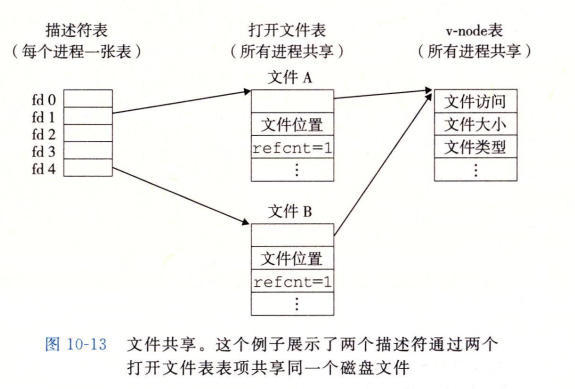 描述符表
(每个进程一张表)
打开文件表
(所有进程共享)
v-node表
(所有进程共享)
fd 0
fd 1
fd 2
fd 3
fd 4
文件 A
文件位置
refcnt=1
⋮
文件 B
文件位置
refcnt=1
⋮
文件访问
文件大小
文件类型
⋮
图 10-13 文件共享。这个例子展示了两个描述符通过两个
打开文件表表项共享同一个磁盘文件